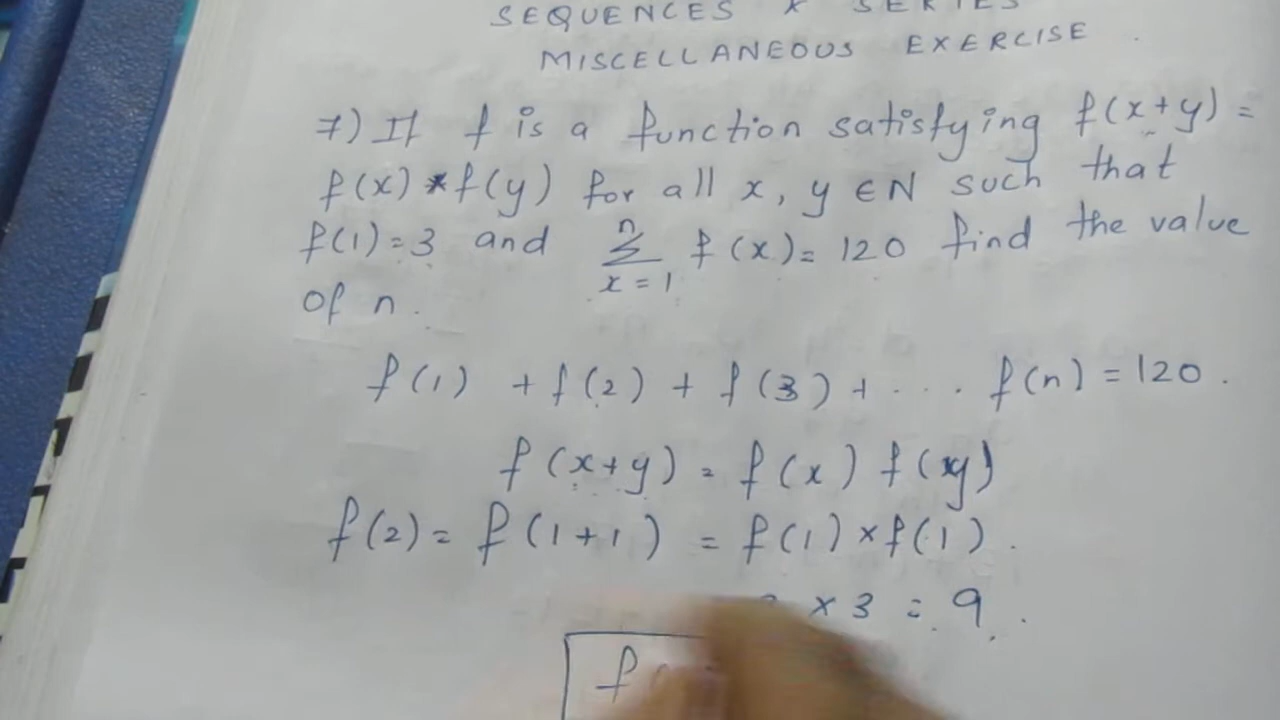 SEQUENCES & SERIES
MISCELLANEOUS EXERCISE
7) If f is a function satisfying f(x+y) =
f(x) * f(y) for all x, y ∈ N such that
f(1) = 3 and n∑x=1 f(x) = 120 find the value
of n.
f(1) + f(2) + f(3) + ... f(n) = 120.
f(x+y) = f(x) f(y)
f(2) = f(1+1) = f(1) × f(1).
× 3 = 9.
f(